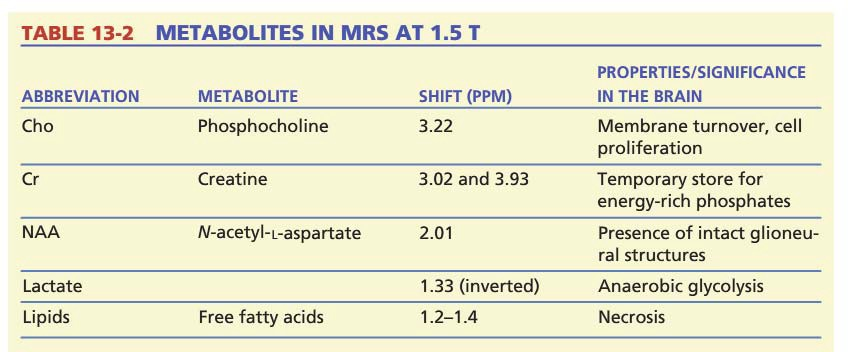 TABLE 13-2 METABOLITES IN MRS AT 1.5 T
ABBREVIATION METABOLITE SHIFT (PPM) PROPERTIES/SIGNIFICANCE
IN THE BRAIN
Cho Phosphocholine 3.22 Membrane turnover, cell
proliferation
Cr Creatine 3.02 and 3.93 Temporary store for
energy-rich phosphates
NAA N-acetyl-L-aspartate 2.01 Presence of intact glioneu-
ral structures
Lactate 1.33 (inverted) Anaerobic glycolysis
Lipids Free fatty acids 1.2–1.4 Necrosis